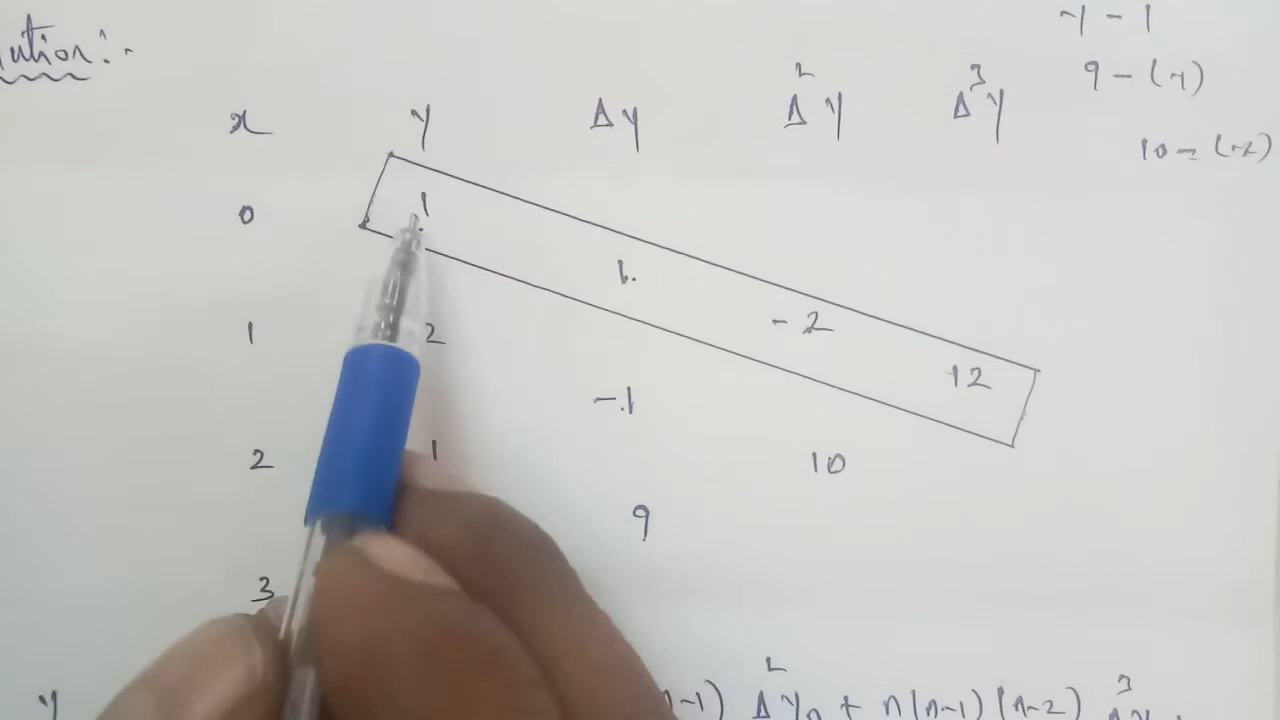 ution:-
-1 - 1
9 - (-1)
10 - (-2)
x y Δy Δ²y Δ³y
0 1
1.
-2
1 2
12
-.1
2 1
10
9
3
y n-1) Δ²y₀ + n(n-1)(n-2) Δ³y